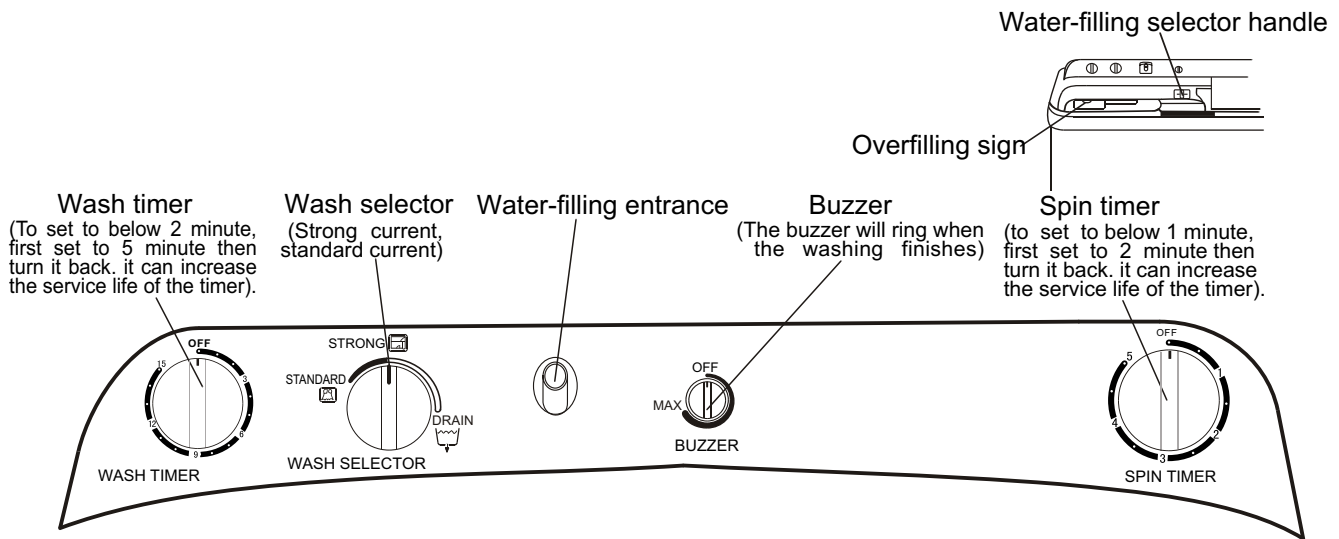 Water-filling selector handle
Overfilling sign
Wash timer
(To set to below 2 minute,
first set to 5 minute then
turn it back. it can increase
the service life of the timer).
Wash selector
(Strong current,
standard current)
Water-filling entrance
Buzzer
(The buzzer will ring when
the washing finishes)
Spin timer
(to set to below 1 minute,
first set to 2 minute then
turn it back. it can increase
the service life of the timer).
OFF
3
6
9
12
15
WASH TIMER
STRONG
STANDARD
DRAIN
WASH SELECTOR
OFF
MAX
BUZZER
OFF
1
2
3
4
5
SPIN TIMER